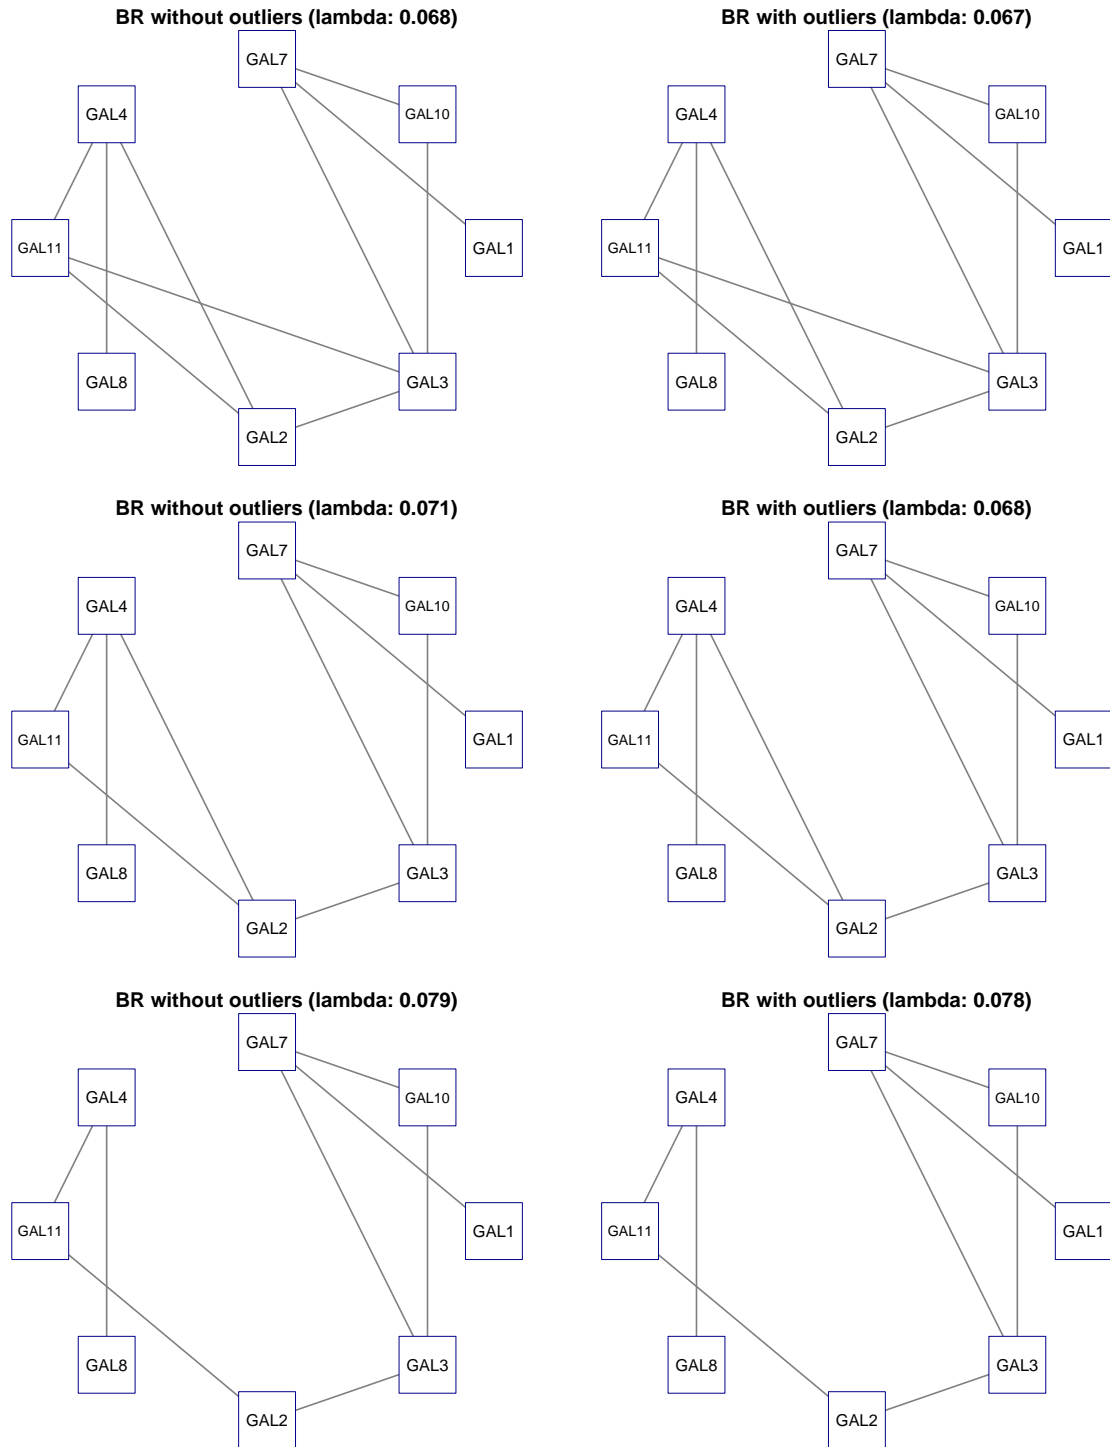 BR without outliers (lambda: 0.068)
GAL7
GAL4
GAL10
GAL11
GAL1
GAL8
GAL3
GAL2
BR with outliers (lambda: 0.067)
GAL7
GAL4
GAL10
GAL11
GAL1
GAL8
GAL3
GAL2
BR without outliers (lambda: 0.071)
GAL7
GAL4
GAL10
GAL11
GAL1
GAL8
GAL3
GAL2
BR with outliers (lambda: 0.068)
GAL7
GAL4
GAL10
GAL11
GAL1
GAL8
GAL3
GAL2
BR without outliers (lambda: 0.079)
GAL7
GAL4
GAL10
GAL11
GAL1
GAL8
GAL3
GAL2
BR with outliers (lambda: 0.078)
GAL7
GAL4
GAL10
GAL11
GAL1
GAL8
GAL3
GAL2